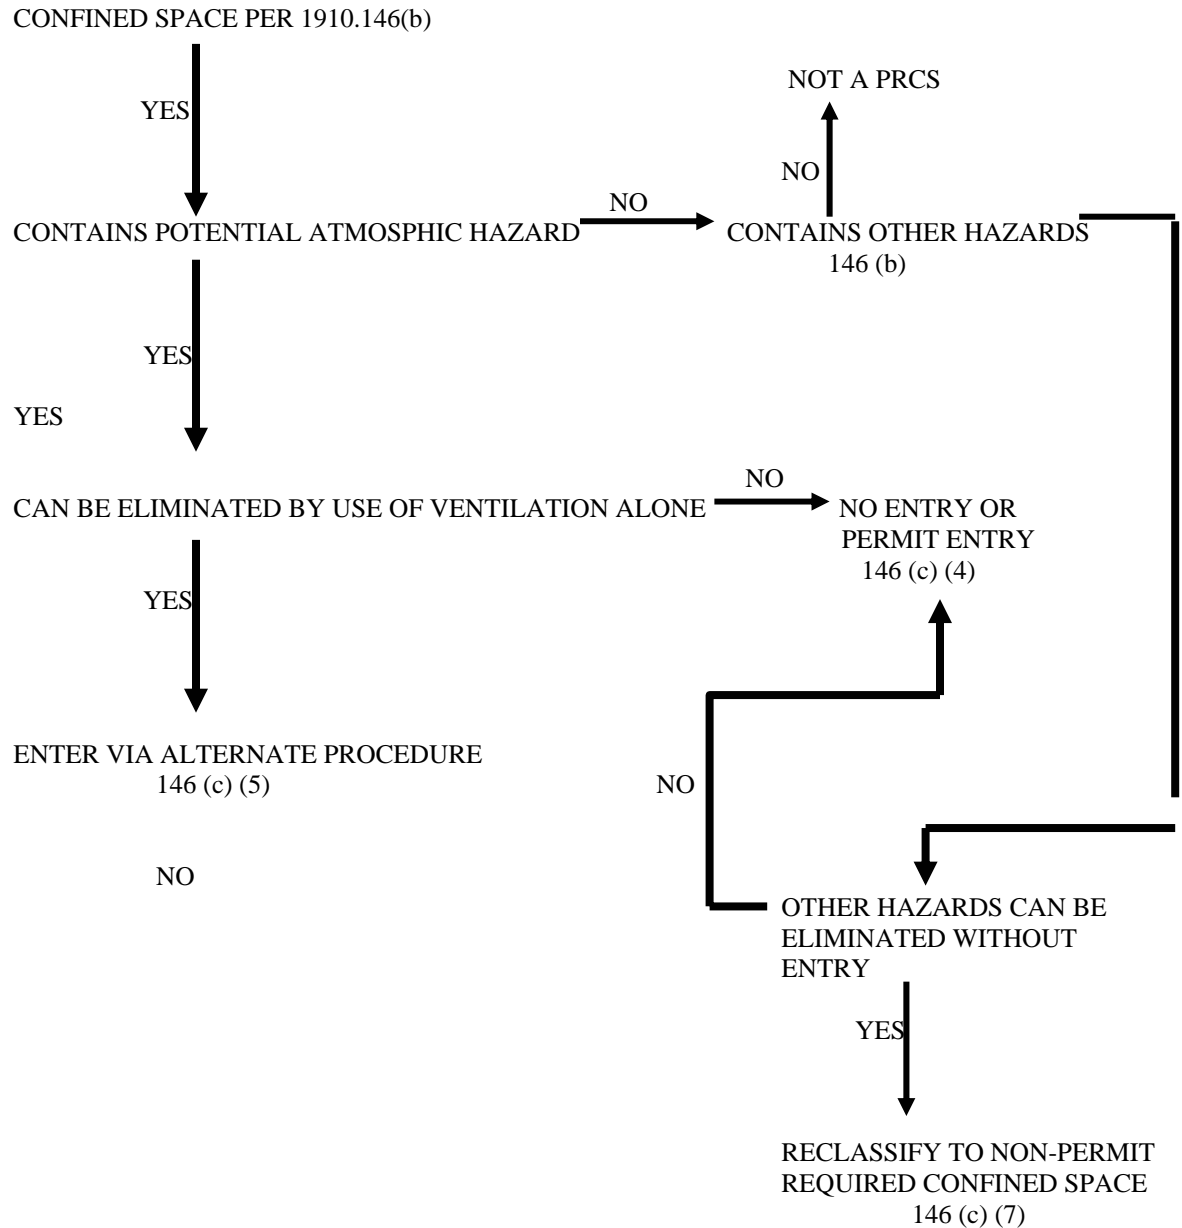 CONFINED SPACE PER 1910.146(b)
NOT A PRCS
YES
NO
NO
CONTAINS POTENTIAL ATMOSPHIC HAZARD
CONTAINS OTHER HAZARDS
146 (b)
YES
YES
NO
CAN BE ELIMINATED BY USE OF VENTILATION ALONE
NO ENTRY OR
PERMIT ENTRY
146 (c) (4)
YES
ENTER VIA ALTERNATE PROCEDURE
146 (c) (5)
NO
NO
OTHER HAZARDS CAN BE
ELIMINATED WITHOUT
ENTRY
YES
RECLASSIFY TO NON-PERMIT
REQUIRED CONFINED SPACE
146 (c) (7)